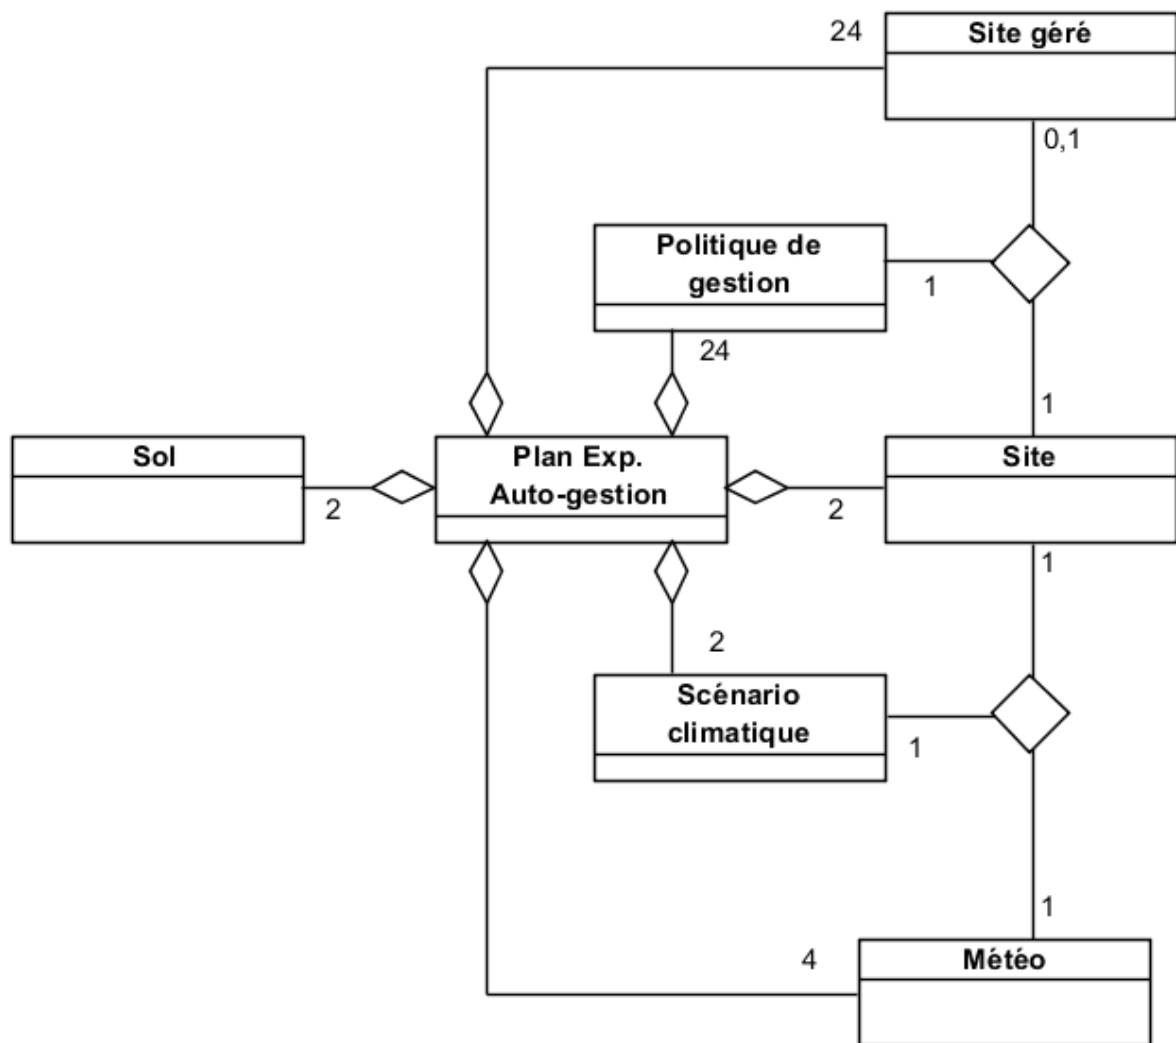 24
Site géré
0,1
Politique de
gestion
1
24
1
Sol
2
Plan Exp.
Auto-gestion
2
Site
1
2
Scénario
climatique
1
1
4
Météo